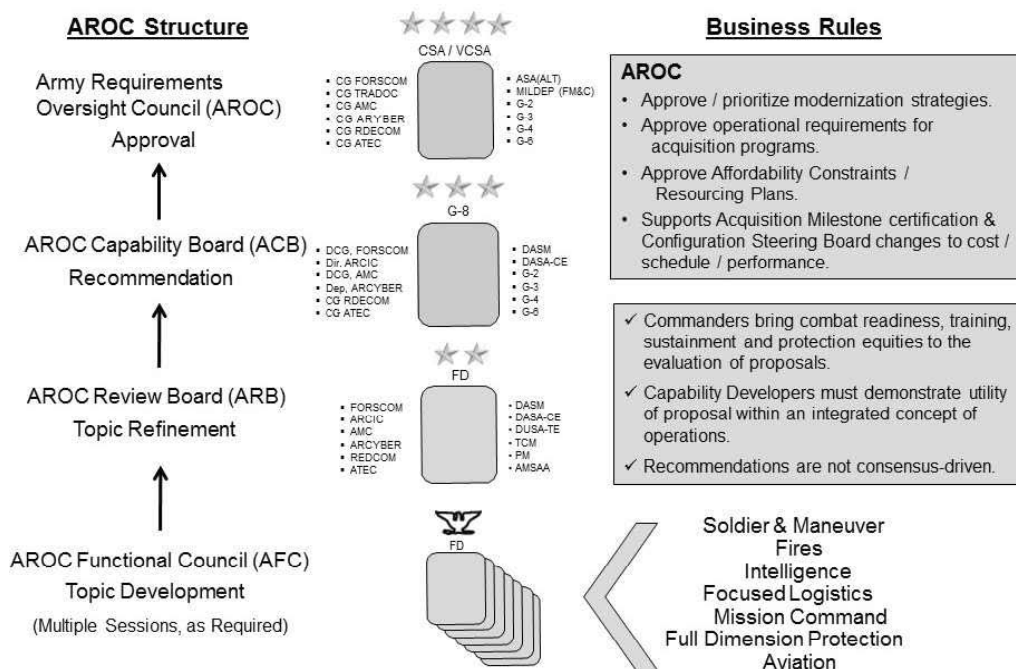 AROC Structure
Army Requirements
Oversight Council (AROC)
Approval
AROC Capability Board (ACB)
Recommendation
AROC Review Board (ARB)
Topic Refinement
AROC Functional Council (AFC)
Topic Development
(Multiple Sessions, as Required)
CSA / VCSA
▪ CG FORSCOM
▪ CG TRADOC
▪ CG AMC
▪ CG ARYBER
▪ CG RDECOM
▪ CG ATEC
▪ ASA(ALT)
▪ MILDEP (FM&C)
▪ G-2
▪ G-3
▪ G-4
▪ G-6
G-8
▪ DCG, FORSCOM
▪ Dir. ARCIC
▪ DCG, AMC
▪ Dep, ARCYBER
▪ CG RDECOM
▪ CG ATEC
▪ DASM
▪ DASA-CE
▪ G-2
▪ G-3
▪ G-4
▪ G-6
FD
▪ FORSCOM
▪ ARCIC
▪ AMC
▪ ARCYBER
▪ REDCOM
▪ ATEC
- DASM
- DASA-CE
- DUSA-TE
- TCM
- PM
- AMSAA
FD
Business Rules
AROC
• Approve / prioritize modernization strategies.
• Approve operational requirements for
acquisition programs.
• Approve Affordability Constraints /
Resourcing Plans.
• Supports Acquisition Milestone certification &
Configuration Steering Board changes to cost /
schedule / performance.
✓ Commanders bring combat readiness, training,
sustainment and protection equities to the
evaluation of proposals.
✓ Capability Developers must demonstrate utility
of proposal within an integrated concept of
operations.
✓ Recommendations are not consensus-driven.
Soldier & Maneuver
Fires
Intelligence
Focused Logistics
Mission Command
Full Dimension Protection
Aviation